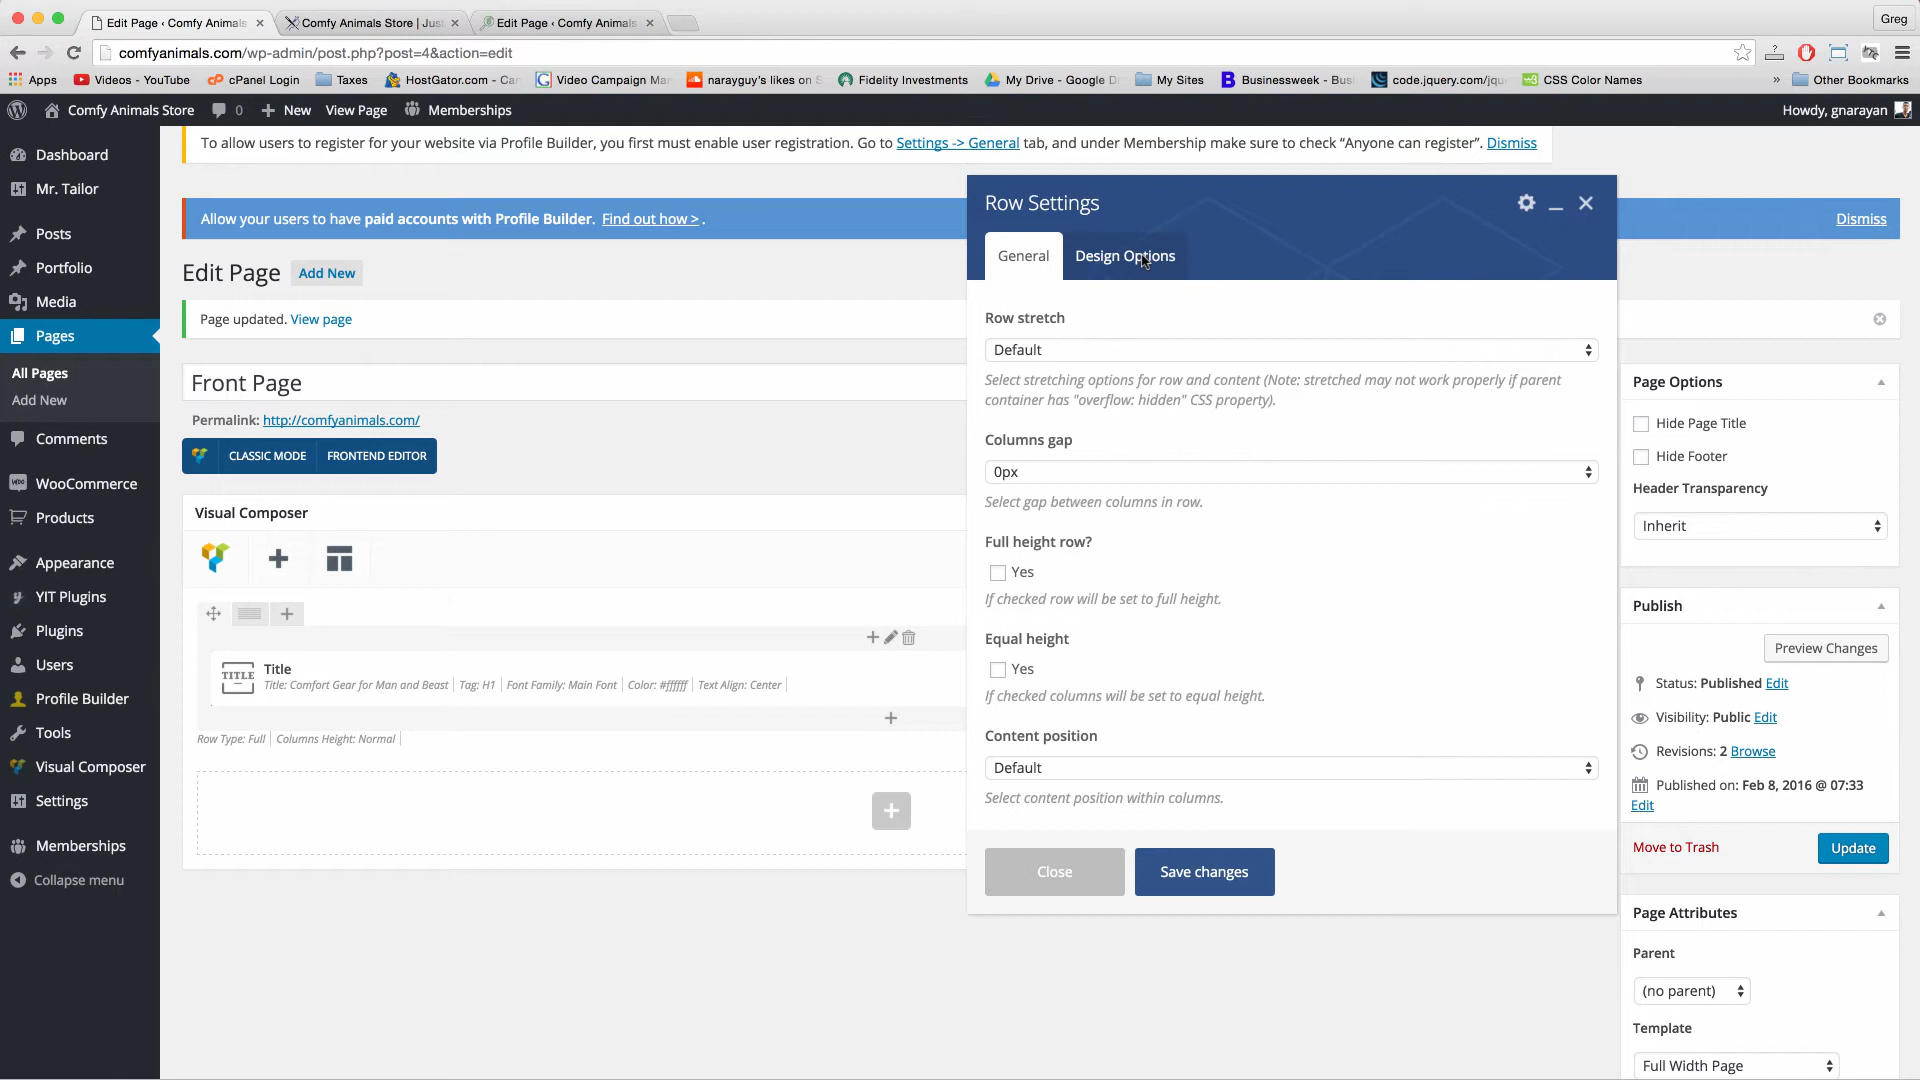 Edit Page ‹ Comfy Animals
Comfy Animals Store | Jus
Edit Page ‹ Comfy Animals
Greg
comfyanimals.com/wp-admin/post.php?post=4&action=edit
Apps
Videos - YouTube
cPanel Login
Taxes
HostGator.com - Can
Video Campaign Ma
narayguy's likes on S
Fidelity Investments
My Drive - Google D
My Sites
Businessweek - Bus
code.jquery.com/jqu
CSS Color Names
»
Other Bookmarks
Comfy Animals Store
0
New
View Page
Memberships
Howdy, gnarayan
To allow users to register for your website via Profile Builder, you first must enable user registration. Go to Settings -> General tab, and under Membership make sure to check “Anyone can register”. Dismiss
Allow your users to have paid accounts with Profile Builder. Find out how > .
Dismiss
Dashboard
Mr. Tailor
Posts
Portfolio
Media
Pages
All Pages
Add New
Comments
WooCommerce
Products
Appearance
YIT Plugins
Plugins
Users
Profile Builder
Tools
Visual Composer
Settings
Memberships
Collapse menu
Edit Page
Add New
Page updated. View page
Front Page
Permalink: http://comfyanimals.com/
CLASSIC MODE
FRONTEND EDITOR
Visual Composer
TITLE
Title
Title: Comfort Gear for Man and Beast
Tag: H1
Font Family: Main Font
Color: #ffffff
Text Align: Center
Row Type: Full
Columns Height: Normal
Row Settings
General
Design Options
Row stretch
Default
Select stretching options for row and content (Note: stretched may not work properly if parent
container has "overflow: hidden" CSS property).
Columns gap
0px
Select gap between columns in row.
Full height row?
Yes
If checked row will be set to full height.
Equal height
Yes
If checked columns will be set to equal height.
Content position
Default
Select content position within columns.
Close
Save changes
Page Options
Hide Page Title
Hide Footer
Header Transparency
Inherit
Publish
Preview Changes
Status: Published Edit
Visibility: Public Edit
Revisions: 2 Browse
Published on: Feb 8, 2016 @ 07:33
Edit
Move to Trash
Update
Page Attributes
Parent
(no parent)
Template
Full Width Page